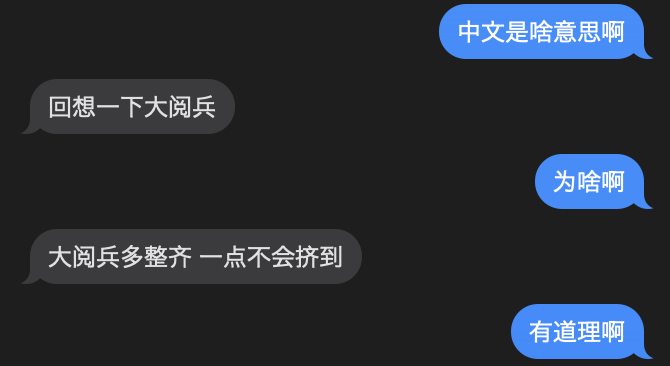 中文是啥意思啊
回想一下大阅兵
为啥啊
大阅兵多整齐 一点不会挤到
有道理啊